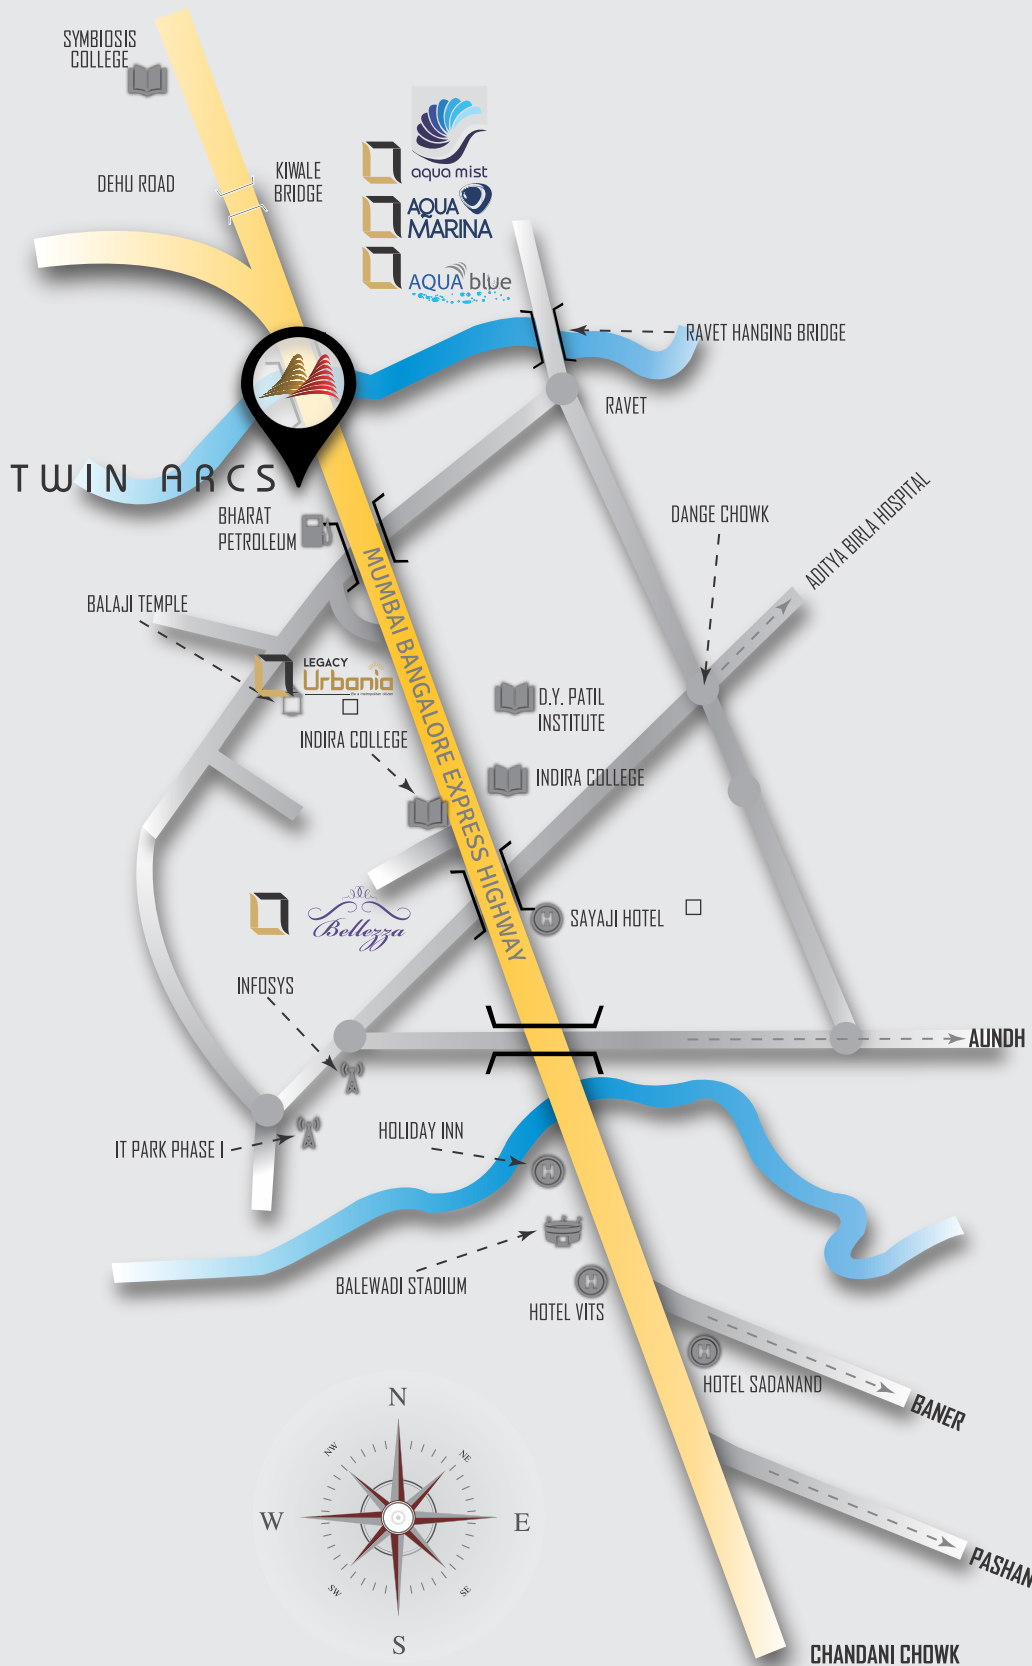 SYMBIOSIS
COLLEGE
DEHU ROAD
KIWALE
BRIDGE
aqua mist
AQUA
MARINA
AQUA blue
RAVET HANGING BRIDGE
RAVET
TWIN ARCS
BHARAT
PETROLEUM
DANGE CHOWK
ADITYA BIRLA HOSPITAL
BALAJI TEMPLE
MUMBAI BANGALORE EXPRESS HIGHWAY
LEGACY
Urbania
D.Y. PATIL
INSTITUTE
INDIRA COLLEGE
INDIRA COLLEGE
Bellezza
H
SAYAJI HOTEL
INFOSYS
AUNDH
IT PARK PHASE I
HOLIDAY INN
H
BALEWADI STADIUM
H
HOTEL VITS
H
HOTEL SADANAND
BANER
PASHAN
CHANDANI CHOWK
N
NW
NE
W
E
SW
SE
S